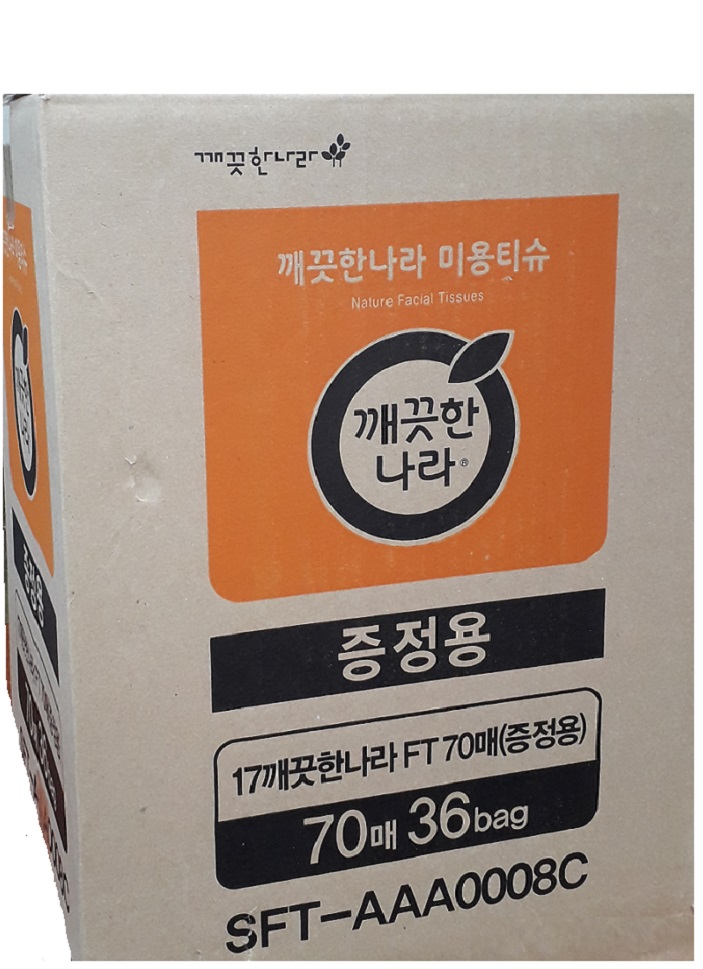 깨끗한나라
깨끗한나라 미용티슈
Nature Facial Tissues
깨끗한
나라®
증정용
17깨끗한나라 FT 70매(증정용)
70매 36bag
SFT-AAA0008C